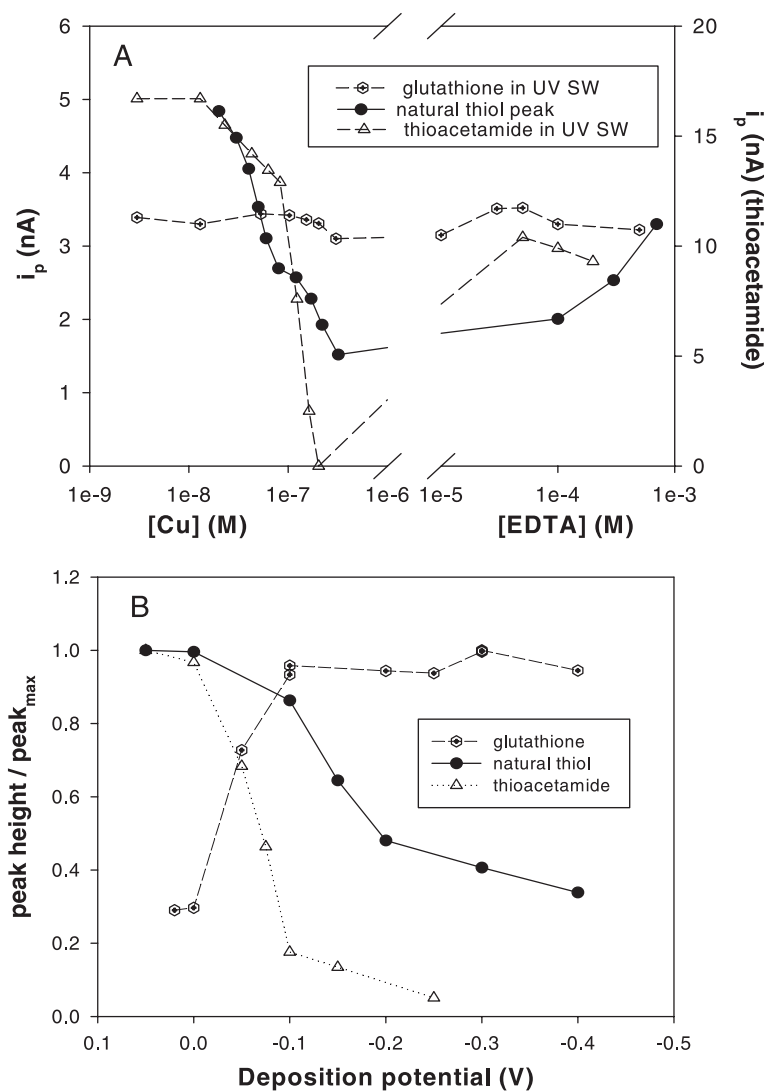 A
6
5
4
3
2
1
0
i_p (nA)
20
15
10
5
0
i_p (nA) (thioacetamide)
glutathione in UV SW
natural thiol peak
thioacetamide in UV SW
1e-9 1e-8 1e-7 1e-6 1e-5 1e-4 1e-3
[Cu] (M) [EDTA] (M)
B
1.2
1.0
0.8
0.6
0.4
0.2
0.0
peak height / peak_max
glutathione
natural thiol
thioacetamide
0.1 0.0 -0.1 -0.2 -0.3 -0.4 -0.5
Deposition potential (V)